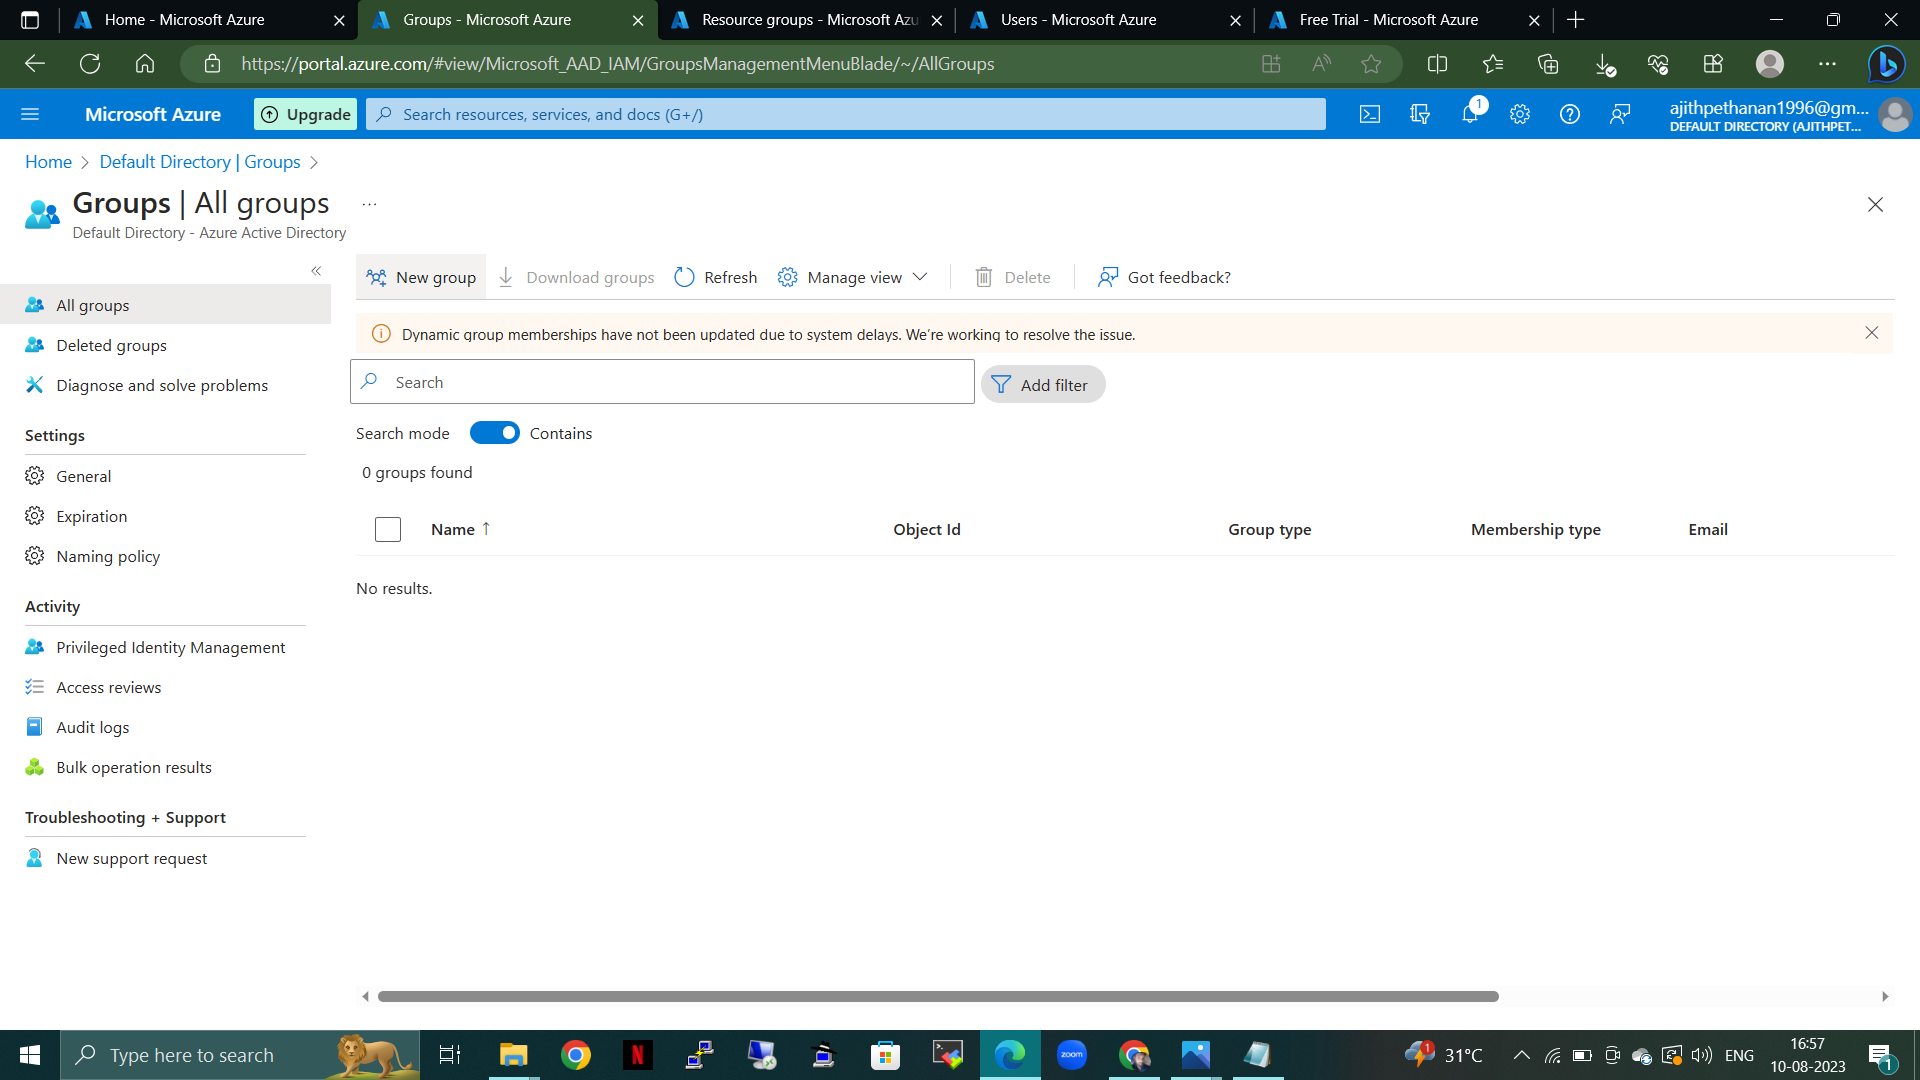 Home - Microsoft Azure
Groups - Microsoft Azure
Resource groups - Microsoft Azu
Users - Microsoft Azure
Free Trial - Microsoft Azure
https://portal.azure.com/#view/Microsoft_AAD_IAM/GroupsManagementMenuBlade/~/AllGroups
Microsoft Azure
Upgrade
Search resources, services, and docs (G+/)
1
ajithpethanan1996@gm...
DEFAULT DIRECTORY (AJITHPET...
Home > Default Directory | Groups >
Groups | All groups ...
Default Directory - Azure Active Directory
«
All groups
Deleted groups
Diagnose and solve problems
Settings
General
Expiration
Naming policy
Activity
Privileged Identity Management
Access reviews
Audit logs
Bulk operation results
Troubleshooting + Support
New support request
New group
Download groups
Refresh
Manage view
Delete
Got feedback?
Dynamic group memberships have not been updated due to system delays. We're working to resolve the issue.
Search
Add filter
Search mode
Contains
0 groups found
Name ↑
Object Id
Group type
Membership type
Email
No results.
Type here to search
N
zoom
1
31°C
ENG
16:57
10-08-2023
1